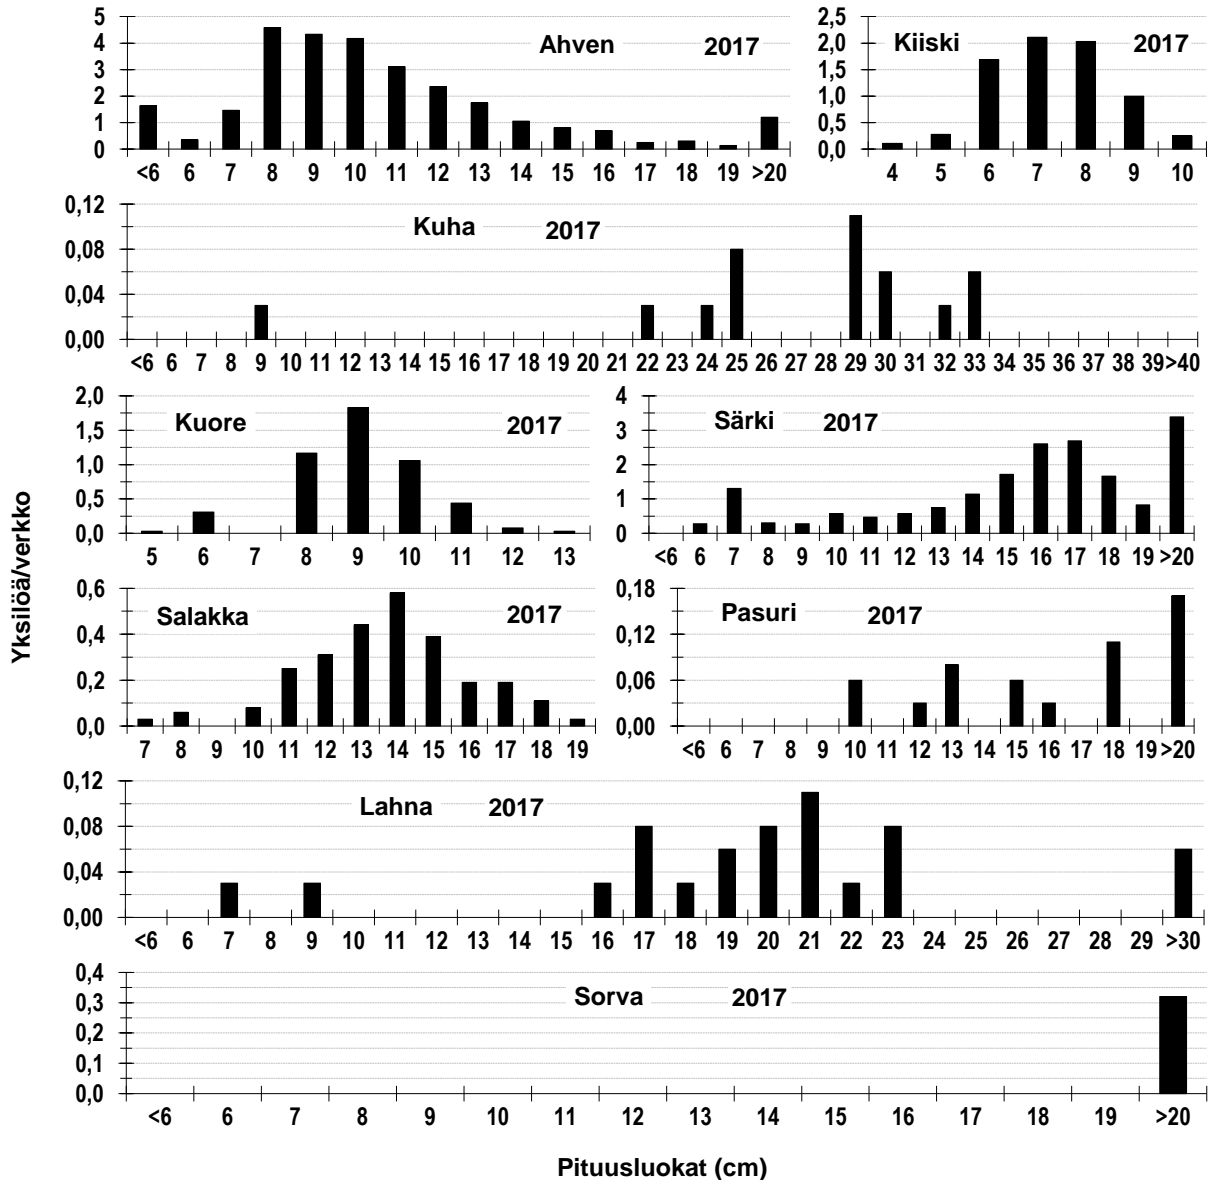 5
4
3
2
1
0
Ahven 2017
<6 6 7 8 9 10 11 12 13 14 15 16 17 18 19 >20
2,5
2,0
1,5
1,0
0,5
0,0
Kiiski 2017
4 5 6 7 8 9 10
0,12
0,08
0,04
0,00
Kuha 2017
<6 6 7 8 9 10 11 12 13 14 15 16 17 18 19 20 21 22 23 24 25 26 27 28 29 30 31 32 33 34 35 36 37 38 39 >40
2,0
1,5
1,0
0,5
0,0
Kuore 2017
5 6 7 8 9 10 11 12 13
4
3
2
1
0
Särki 2017
<6 6 7 8 9 10 11 12 13 14 15 16 17 18 19 >20
Yksilöä/verkko
0,6
0,4
0,2
0,0
Salakka 2017
7 8 9 10 11 12 13 14 15 16 17 18 19
0,18
0,12
0,06
0,00
Pasuri 2017
<6 6 7 8 9 10 11 12 13 14 15 16 17 18 19 >20
0,12
0,08
0,04
0,00
Lahna 2017
<6 6 7 8 9 10 11 12 13 14 15 16 17 18 19 20 21 22 23 24 25 26 27 28 29 >30
0,4
0,3
0,2
0,1
0,0
Sorva 2017
<6 6 7 8 9 10 11 12 13 14 15 16 17 18 19 >20
Pituusluokat (cm)